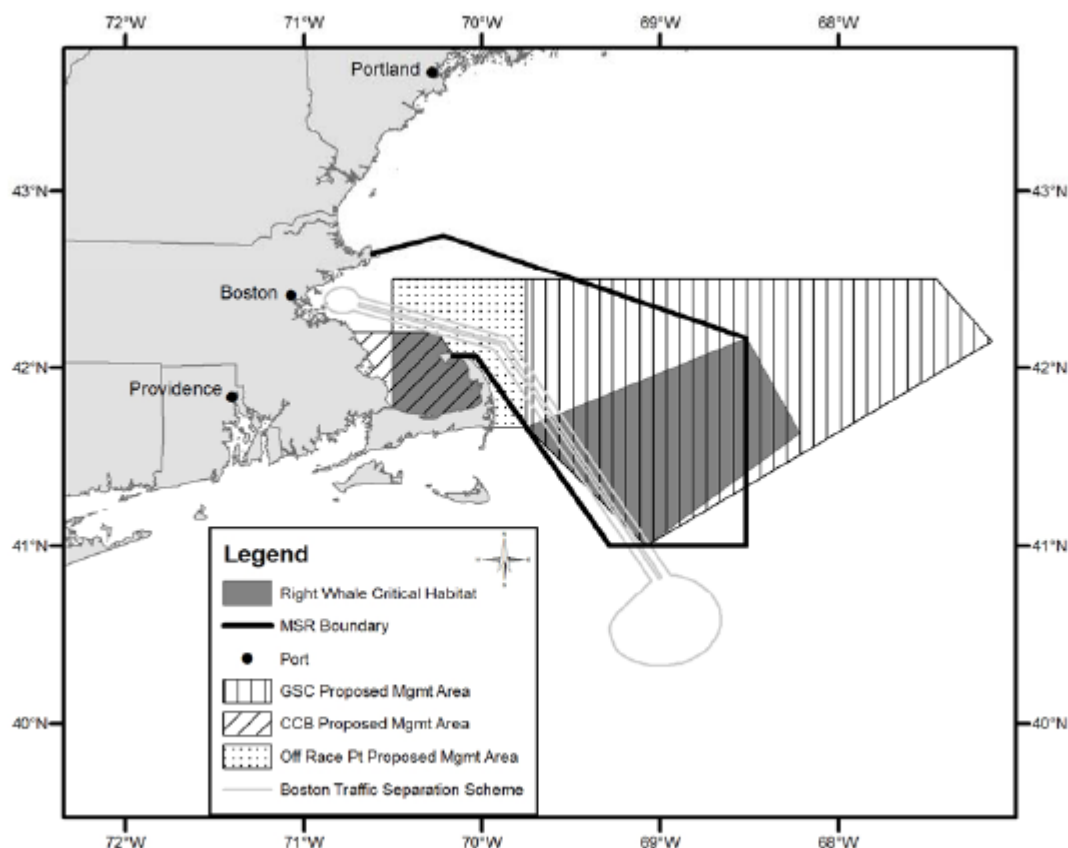 72°W 71°W 70°W 69°W 68°W
Portland
43°N 43°N
Boston
42°N 42°N
Providence
41°N 41°N
Legend
Right Whale Critical Habitat
MSR Boundary
Port
GSC Proposed Mgmt Area
CCB Proposed Mgmt Area
Off Race Pt Proposed Mgmt Area
Boston Traffic Separation Scheme
40°N 40°N
72°W 71°W 70°W 69°W 68°W